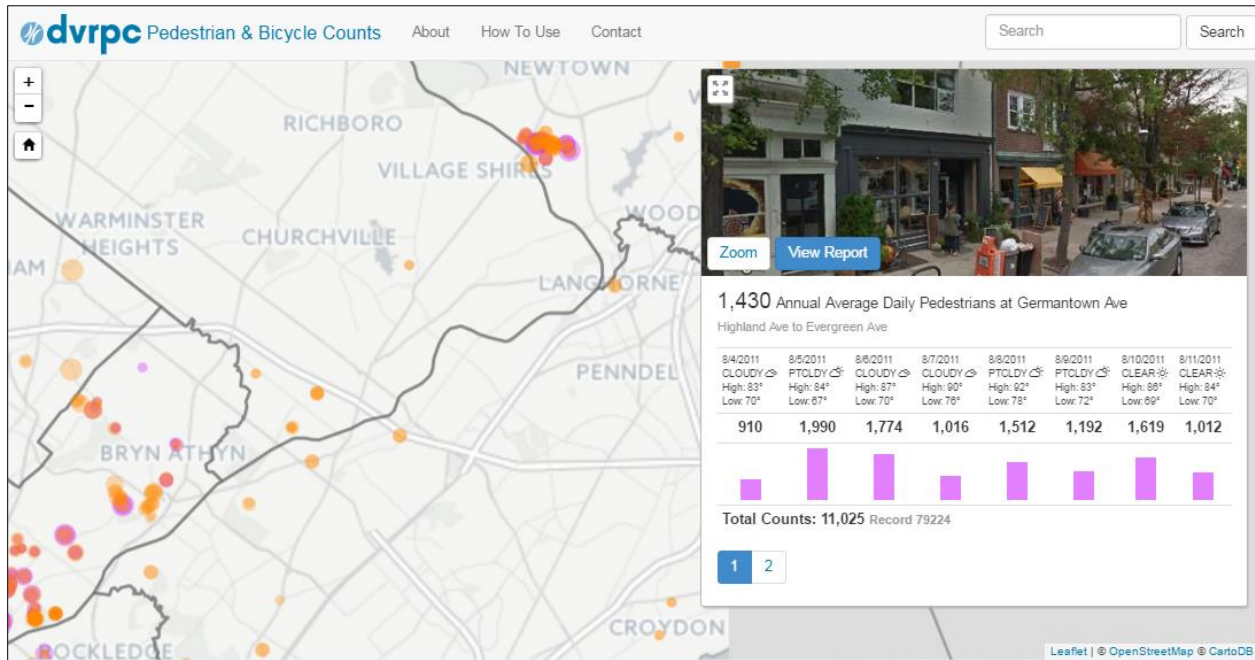 dvrpc Pedestrian & Bicycle Counts About How To Use Contact Search Search
+
−
NEWTOWN
RICHBORO
VILLAGE SHIRES
WARMINSTER
HEIGHTS
CHURCHVILLE
WOOD
AM
LANGHORNE
PENNDEL
BRYN ATHYN
CROYDON
ROCKLEDGE
Zoom View Report
1,430 Annual Average Daily Pedestrians at Germantown Ave
Highland Ave to Evergreen Ave
8/4/2011 8/5/2011 8/6/2011 8/7/2011 8/8/2011 8/9/2011 8/10/2011 8/11/2011
CLOUDY PTCLDY CLOUDY CLOUDY PTCLDY PTCLDY CLEAR CLEAR
High: 83° High: 84° High: 87° High: 90° High: 92° High: 83° High: 86° High: 84°
Low: 70° Low: 67° Low: 70° Low: 76° Low: 78° Low: 72° Low: 69° Low: 70°
910 1,990 1,774 1,016 1,512 1,192 1,619 1,012
Total Counts: 11,025 Record 79224
1 2
Leaflet | © OpenStreetMap © CartoDB